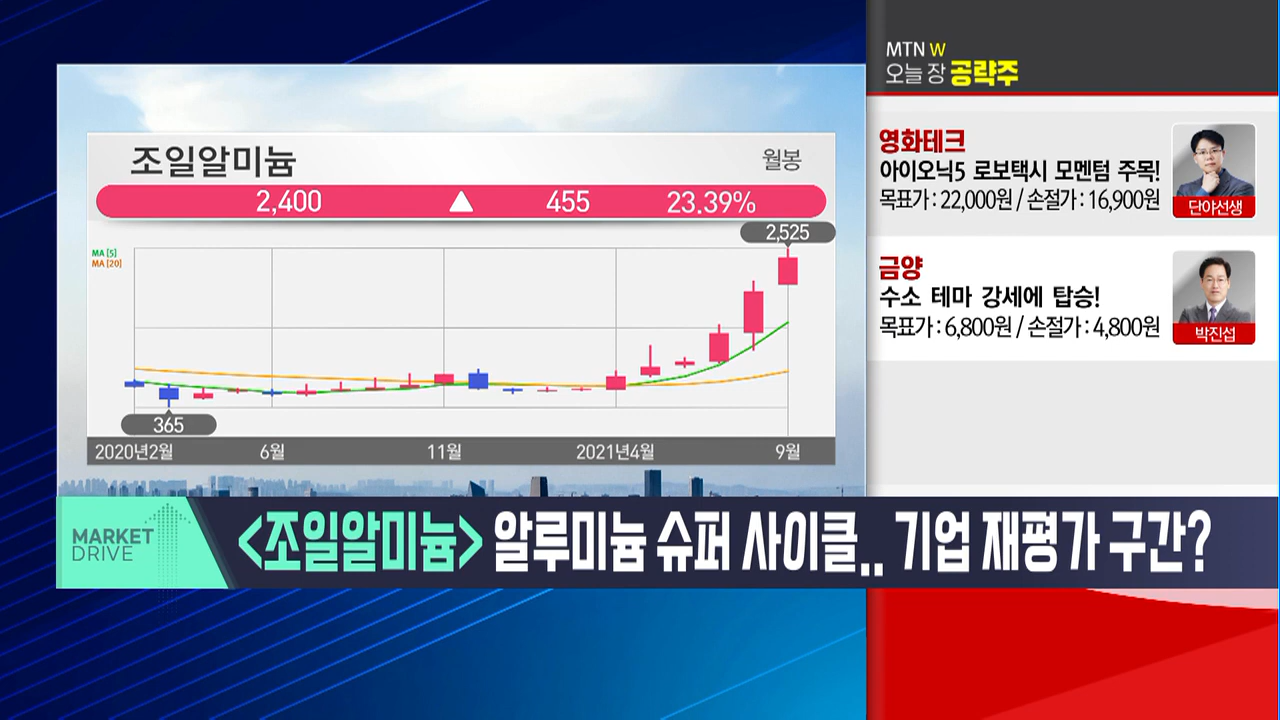 조일알미늄
월봉
2,400 ▲ 455 23.39%
2,525
MA [5]
MA [20]
365
2020년2월 6월 11월 2021년4월 9월
MARKET
DRIVE
<조일알미늄> 알루미늄 슈퍼 사이클.. 기업 재평가 구간?
MTN W
오늘 장 공략주
영화테크
아이오닉5 로보택시 모멘텀 주목!
목표가 : 22,000원 / 손절가 : 16,900원
단야선생
금양
수소 테마 강세에 탑승!
목표가 : 6,800원 / 손절가 : 4,800원
박진섭